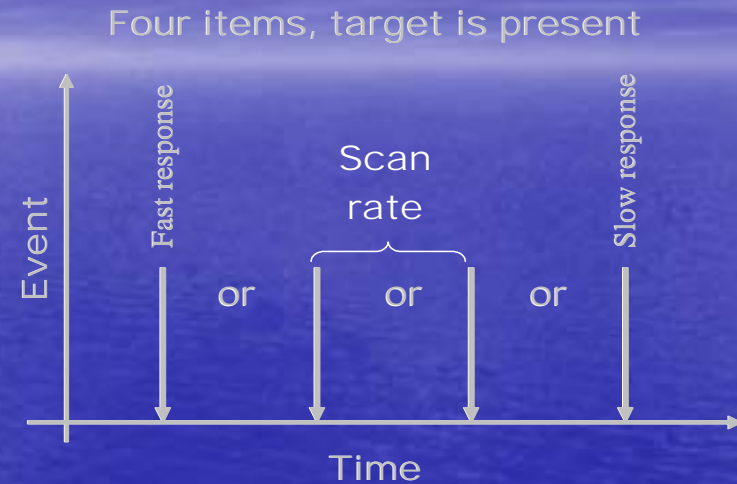 Four items, target is present
Fast response
Slow response
Scan
rate
Event
or
or
or
Time